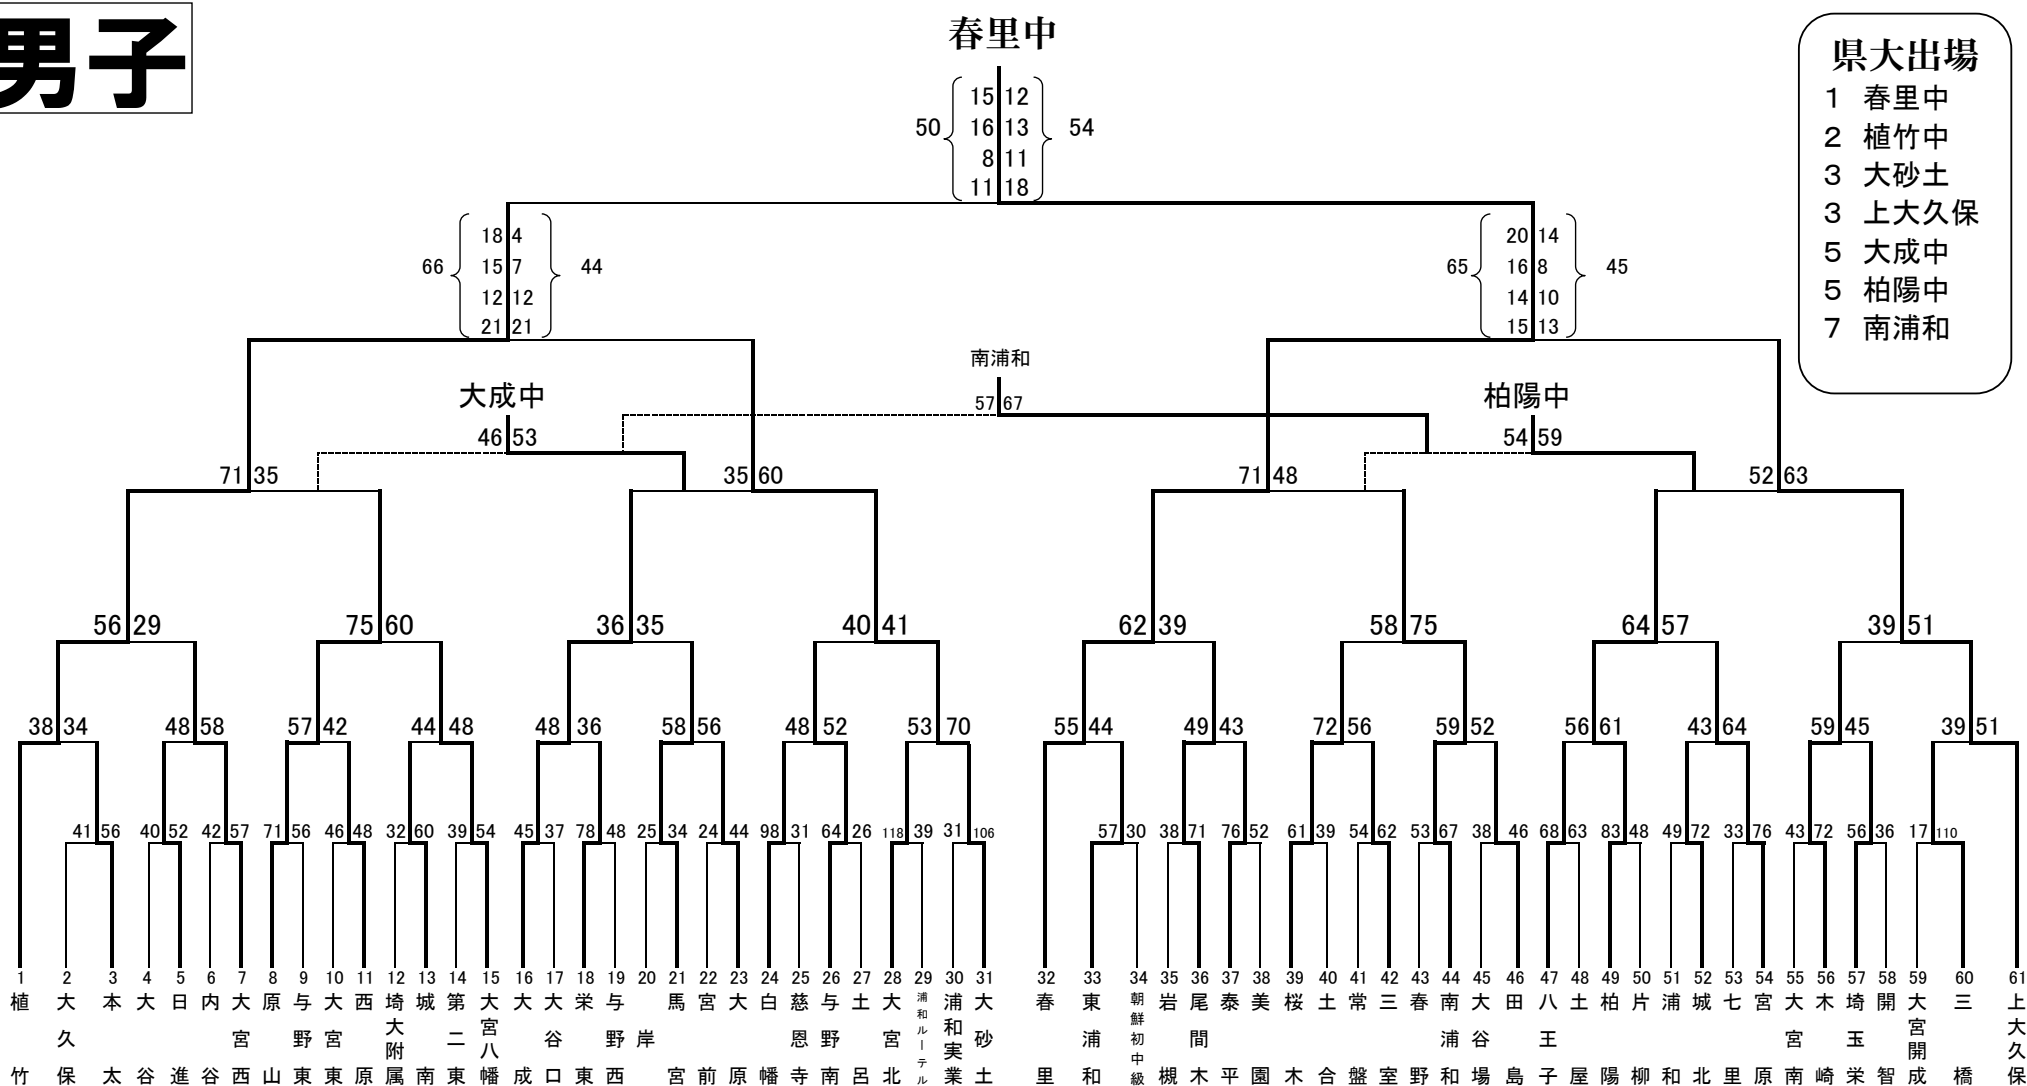 男子
春里中
県大出場
1 春里中
2 植竹中
3 大砂土
3 上大久保
5 大成中
5 柏陽中
7 南浦和
15 12
50 16 13 54
8 11
11 18
18 4
66 15 7 44
12 12
21 21
20 14
65 16 8 45
14 10
15 13
南浦和
57 67
大成中
46 53
柏陽中
54 59
71 35
35 60
71 48
52 63
56 29
75 60
36 35
40 41
62 39
58 75
64 57
39 51
38 34
48 58
57 42
44 48
48 36
58 56
48 52
53 70
55 44
49 43
72 56
59 52
56 61
43 64
59 45
39 51
41 56
40 52
42 57
71 56
46 48
32 60
39 54
45 37
78 48
25 34
24 44
98 31
64 26
118 39
31 106
57 30
38 71
76 52
61 39
54 62
53 67
38 46
68 63
83 48
49 72
33 76
43 72
56 36
17 110
1 植竹
2 大久保
3 本太
4 大谷
5 日進
6 内谷
7 大宮西
8 原山
9 与野東
10 大宮東
11 西原
12 埼大附属
13 城南
14 第二東
15 大宮八幡
16 大成
17 大谷口
18 栄東
19 与野西
20 岸
21 馬宮
22 宮前
23 大原
24 白幡
25 慈恩寺
26 与野南
27 土呂
28 大宮北
29 浦和ルーテル
30 浦和実業
31 大砂土
32 春里
33 東浦和
34 朝鮮初中級
35 岩槻
36 尾間木
37 泰平
38 美園
39 桜木
40 土合
41 常盤
42 三室
43 春野
44 南浦和
45 大谷場
46 田島
47 八王子
48 土屋
49 柏陽
50 片柳
51 浦和
52 城北
53 七里
54 宮原
55 大宮南
56 木崎
57 埼玉栄
58 開智
59 大宮開成
60 三橋
61 上大久保